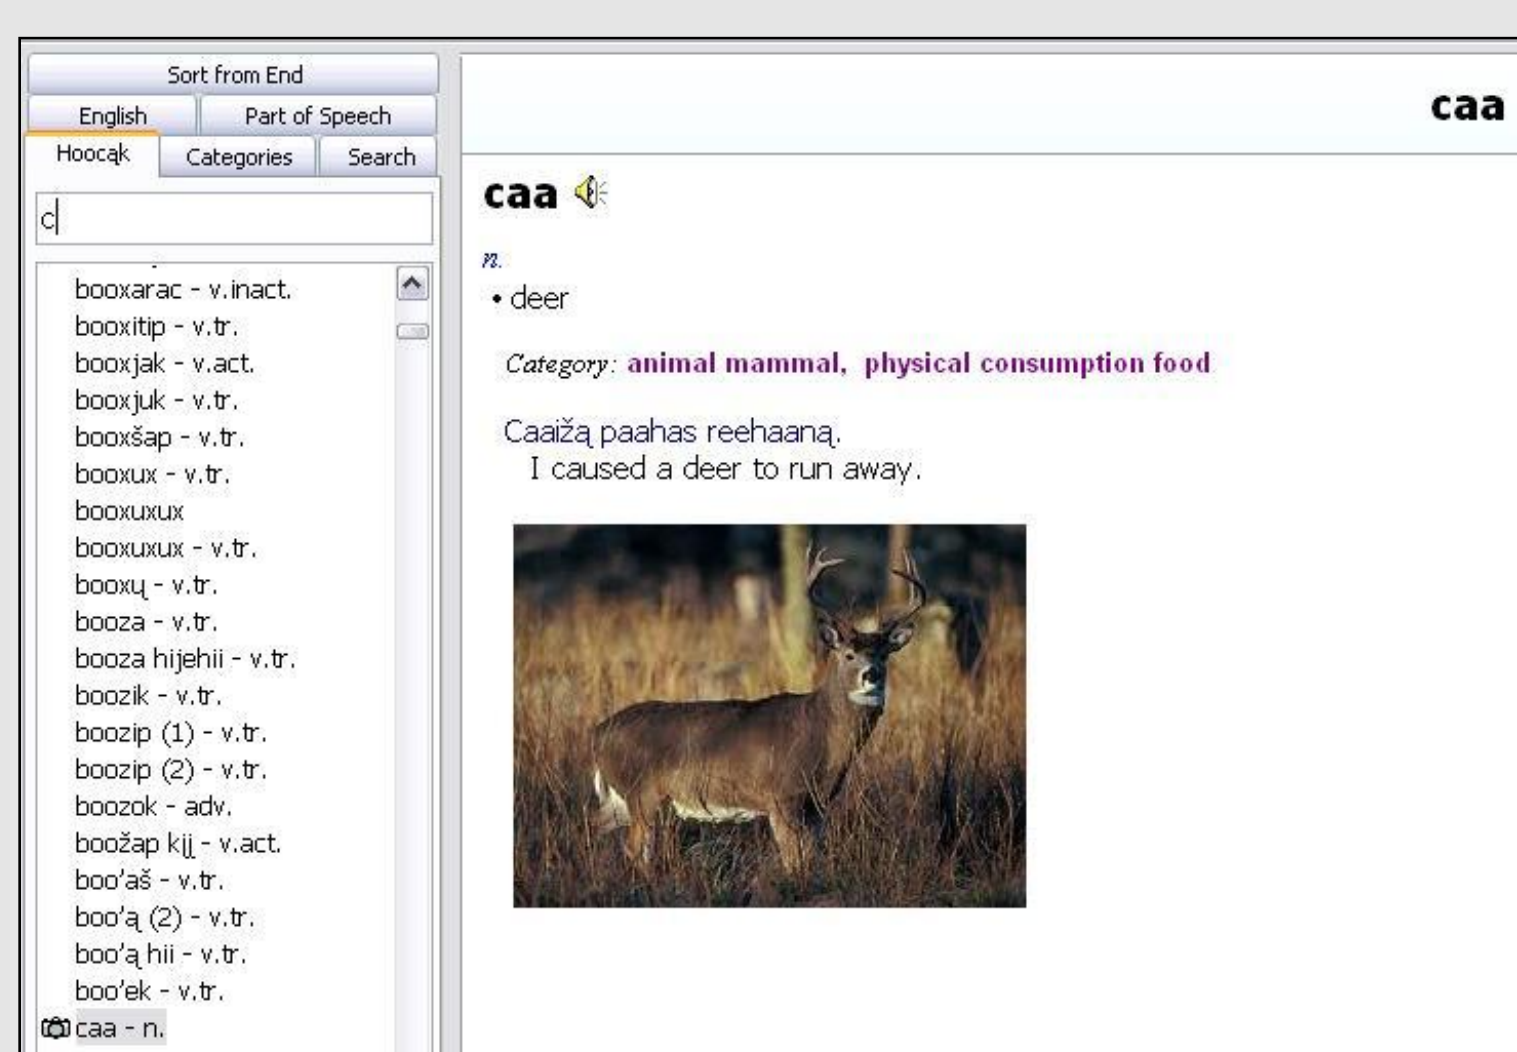 Sort from End
English Part of Speech
Hoocąk Categories Search
c
booxarac - v.inact.
booxitip - v.tr.
booxjak - v.act.
booxjuk - v.tr.
booxšap - v.tr.
booxux - v.tr.
booxuxux
booxuxux - v.tr.
booxų - v.tr.
booza - v.tr.
booza hijehii - v.tr.
boozik - v.tr.
boozip (1) - v.tr.
boozip (2) - v.tr.
boozok - adv.
boožap kįį - v.act.
boo'aš - v.tr.
boo'ą (2) - v.tr.
boo'ą hii - v.tr.
boo'ek - v.tr.
caa - n.
caa
caa
n.
• deer
Category: animal mammal, physical consumption food
Caaižą paahas reehaaną.
I caused a deer to run away.